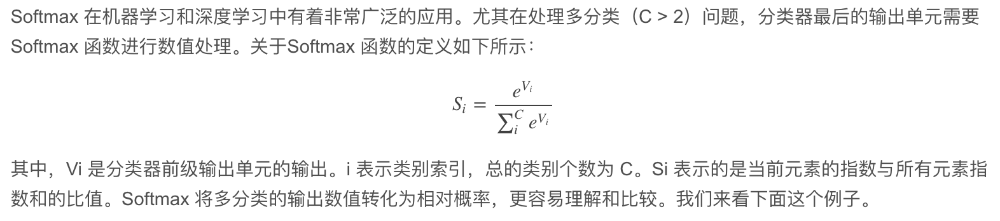 Softmax 在机器学习和深度学习中有着非常广泛的应用。尤其在处理多分类（C > 2）问题，分类器最后的输出单元需要
Softmax 函数进行数值处理。关于Softmax 函数的定义如下所示：
S_i = \frac{e^{V_i}}{\sum_i^C e^{V_i}}
其中，Vi 是分类器前级输出单元的输出。i 表示类别索引，总的类别个数为 C。Si 表示的是当前元素的指数与所有元素指
数和的比值。Softmax 将多分类的输出数值转化为相对概率，更容易理解和比较。我们来看下面这个例子。